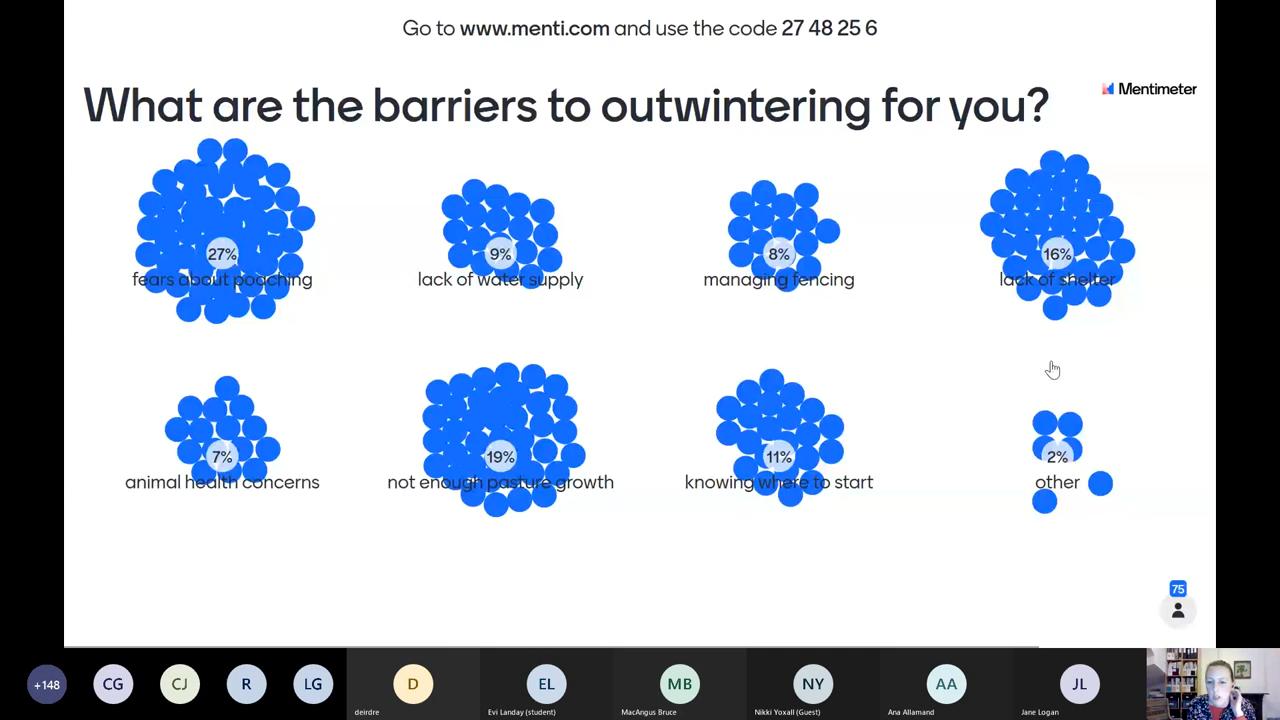 Go to www.menti.com and use the code 27 48 25 6
What are the barriers to outwintering for you?
Mentimeter
27%
fears about poaching
9%
lack of water supply
8%
managing fencing
16%
lack of shelter
7%
animal health concerns
19%
not enough pasture growth
11%
knowing where to start
2%
other
75
+148
CG
CJ
R
LG
D
deirdre
EL
Evi Landay (student)
MB
MacAngus Bruce
NY
Nikki Yoxall (Guest)
AA
Ana Allamand
JL
Jane Logan